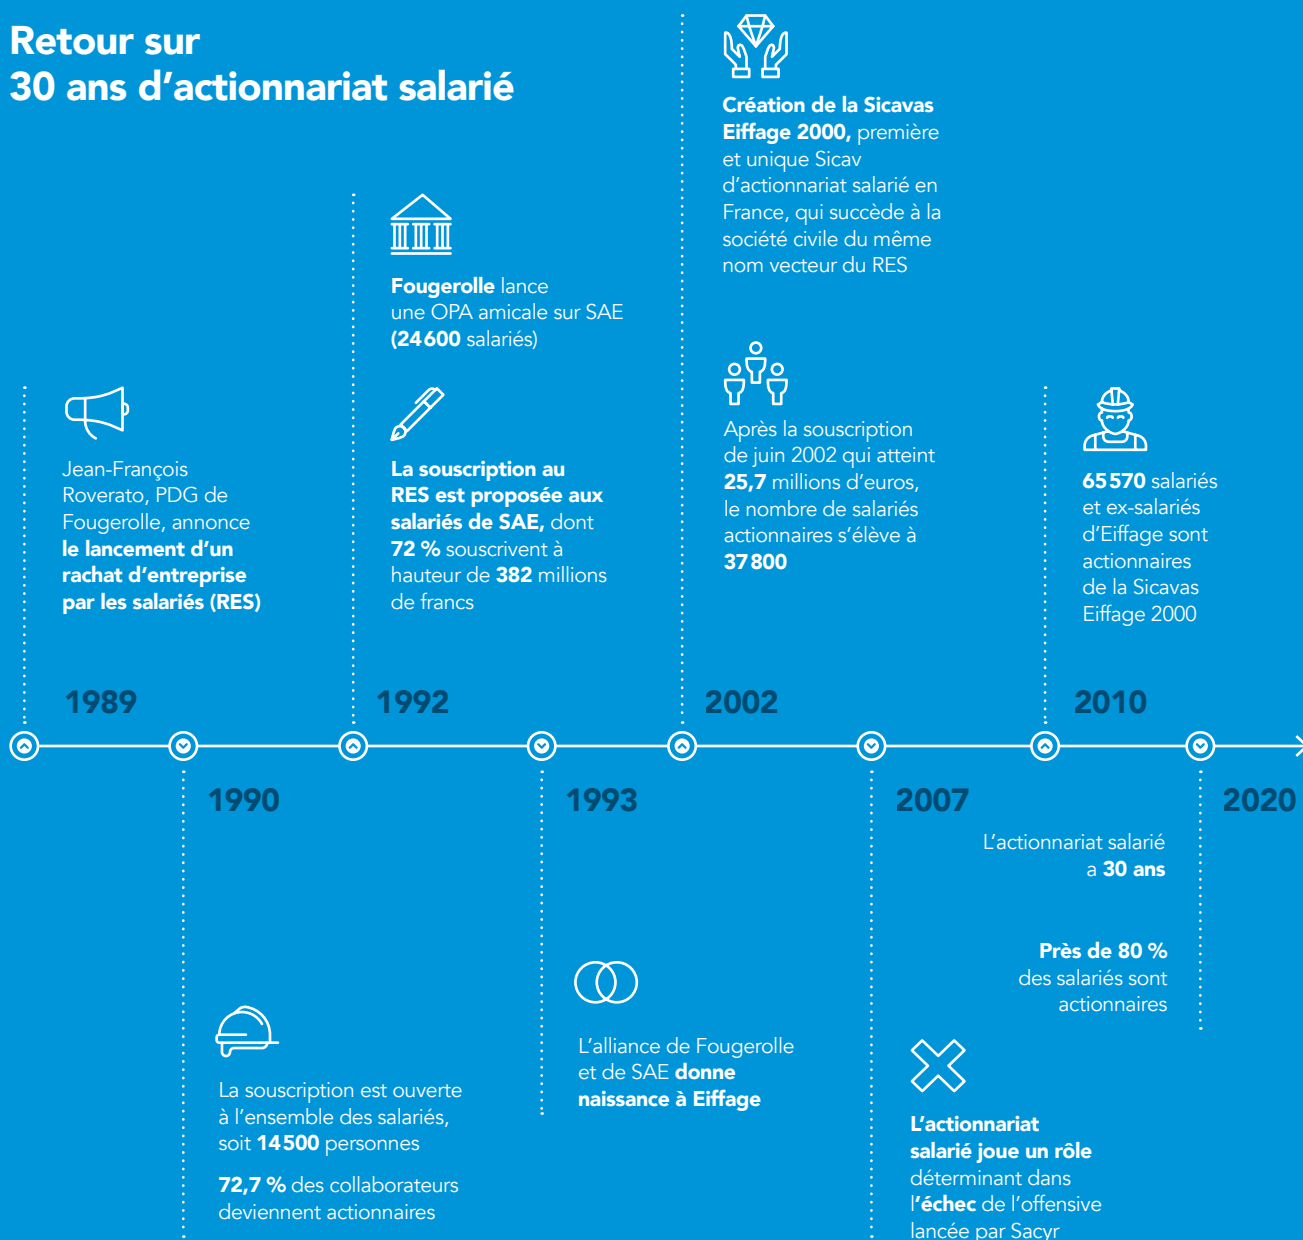 Retour sur
30 ans d'actionnariat salarié
1989
Jean-François
Roverato, PDG de
Fougerolle, annonce
le lancement d'un
rachat d'entreprise
par les salariés (RES)
1990
La souscription est ouverte
à l'ensemble des salariés,
soit 14 500 personnes
72,7 % des collaborateurs
deviennent actionnaires
1992
Fougerolle lance
une OPA amicale sur SAE
(24 600 salariés)
La souscription au
RES est proposée aux
salariés de SAE, dont
72 % souscrivent à
hauteur de 382 millions
de francs
1993
L'alliance de Fougerolle
et de SAE donne
naissance à Eiffage
2002
Création de la Sicavas
Eiffage 2000, première
et unique Sicav
d'actionnariat salarié en
France, qui succède à la
société civile du même
nom vecteur du RES
Après la souscription
de juin 2002 qui atteint
25,7 millions d'euros,
le nombre de salariés
actionnaires s'élève à
37 800
2007
L'actionnariat
salarié joue un rôle
déterminant dans
l'échec de l'offensive
lancée par Sacyr
2010
65 570 salariés
et ex-salariés
d'Eiffage sont
actionnaires
de la Sicavas
Eiffage 2000
2020
L'actionnariat salarié
a 30 ans
Près de 80 %
des salariés sont
actionnaires